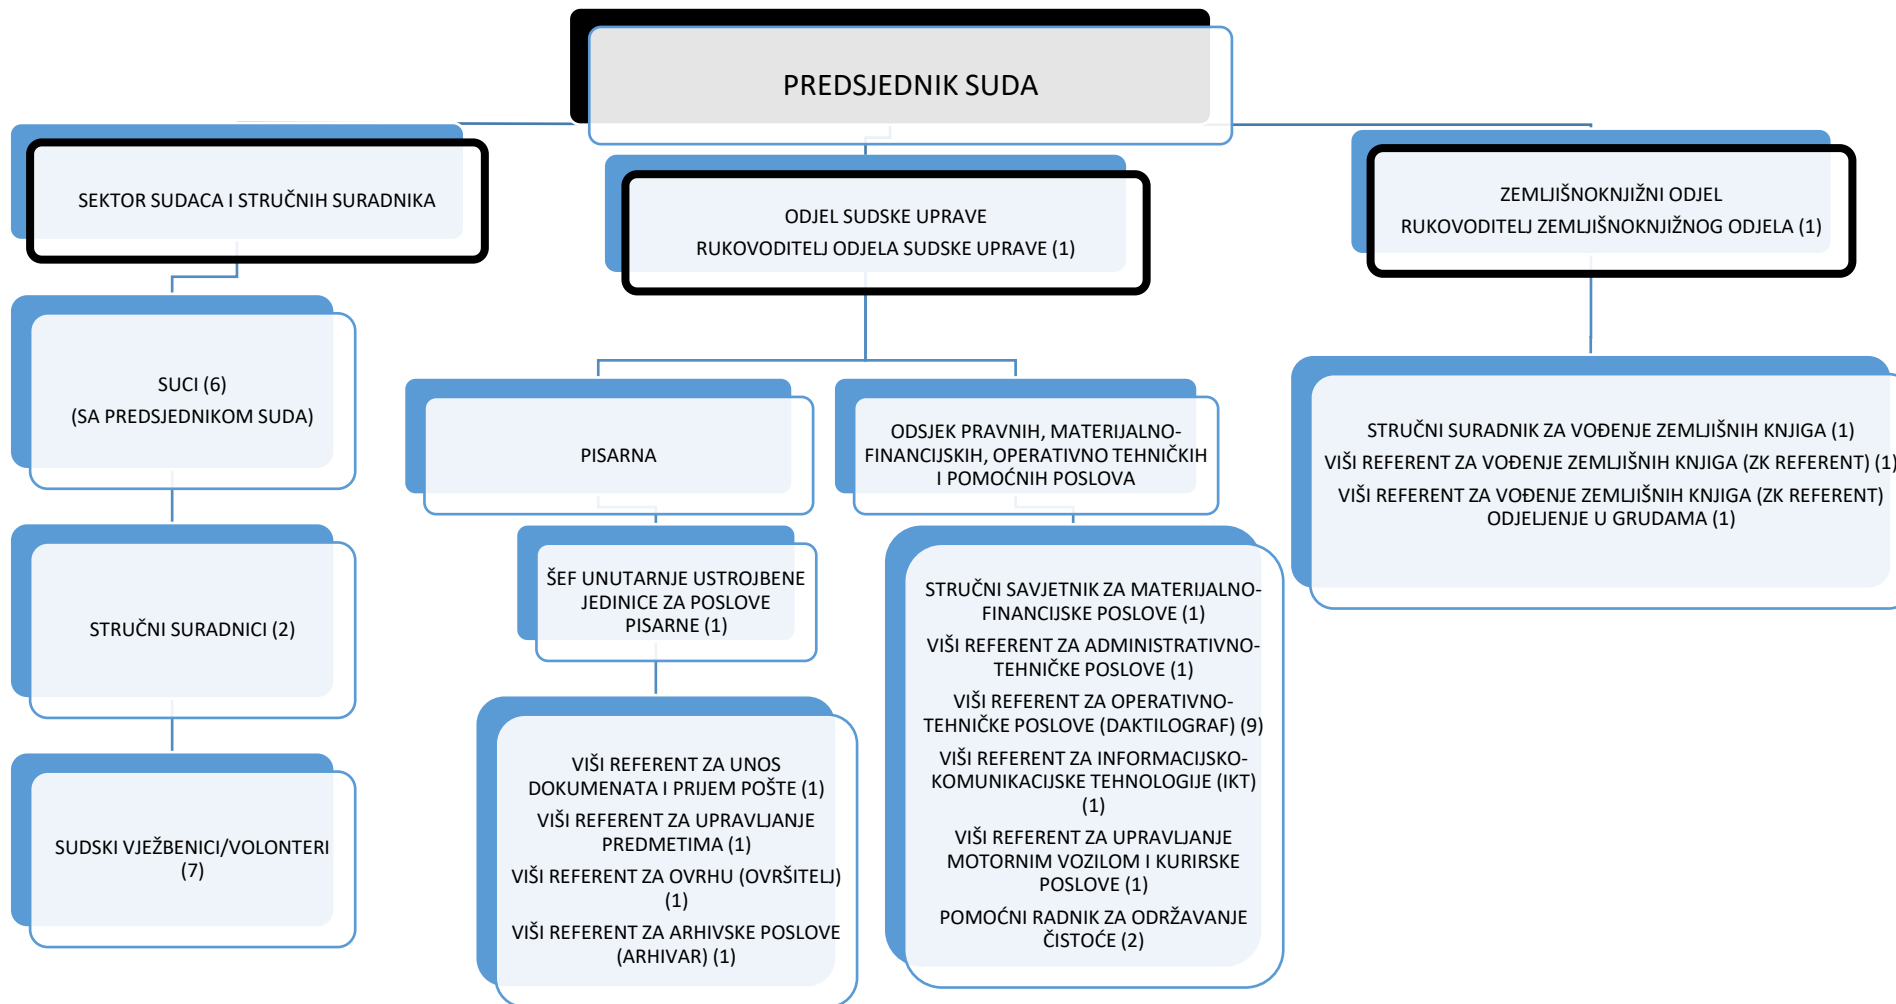 PREDSJEDNIK SUDA
SEKTOR SUDACA I STRUČNIH SURADNIKA
SUCI (6)
(SA PREDSJEDNIKOM SUDA)
STRUČNI SURADNICI (2)
SUDSKI VJEŽBENICI/VOLONTERI
(7)
ODJEL SUDSKE UPRAVE
RUKOVODITELJ ODJELA SUDSKE UPRAVE (1)
PISARNA
ŠEF UNUTARNJE USTROJBENE
JEDINICE ZA POSLOVE
PISARNE (1)
VIŠI REFERENT ZA UNOS
DOKUMENATA I PRIJEM POŠTE (1)
VIŠI REFERENT ZA UPRAVLJANJE
PREDMETIMA (1)
VIŠI REFERENT ZA OVRHU (OVRŠITELJ)
(1)
VIŠI REFERENT ZA ARHIVSKE POSLOVE
(ARHIVAR) (1)
ODSJEK PRAVNIH, MATERIJALNO-
FINANCIJSKIH, OPERATIVNO TEHNIČKIH
I POMOĆNIH POSLOVA
STRUČNI SAVJETNIK ZA MATERIJALNO-
FINANCIJSKE POSLOVE (1)
VIŠI REFERENT ZA ADMINISTRATIVNO-
TEHNIČKE POSLOVE (1)
VIŠI REFERENT ZA OPERATIVNO-
TEHNIČKE POSLOVE (DAKTILOGRAF) (9)
VIŠI REFERENT ZA INFORMACIJSKO-
KOMUNIKACIJSKE TEHNOLOGIJE (IKT)
(1)
VIŠI REFERENT ZA UPRAVLJANJE
MOTORNIM VOZILOM I KURIRSKE
POSLOVE (1)
POMOĆNI RADNIK ZA ODRŽAVANJE
ČISTOĆE (2)
ZEMLJIŠNOKNJIŽNI ODJEL
RUKOVODITELJ ZEMLJIŠNOKNJIŽNOG ODJELA (1)
STRUČNI SURADNIK ZA VOĐENJE ZEMLJIŠNIH KNJIGA (1)
VIŠI REFERENT ZA VOĐENJE ZEMLJIŠNIH KNJIGA (ZK REFERENT) (1)
VIŠI REFERENT ZA VOĐENJE ZEMLJIŠNIH KNJIGA (ZK REFERENT)
ODJELJENJE U GRUDAMA (1)